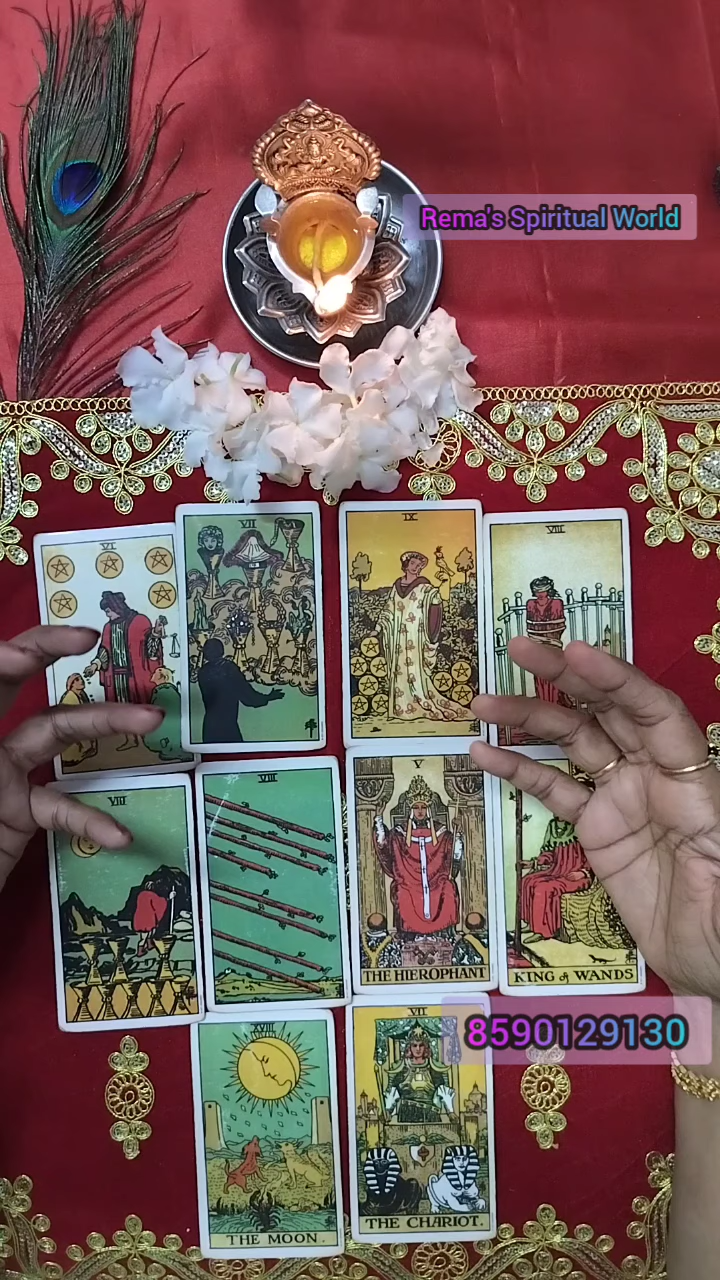 Rema's Spiritual World
VI
VII
IX
VIII
VIII
VIII
V
THE HIEROPHANT
KING of WANDS
8590129130
XVIII
VII
THE MOON.
THE CHARIOT.